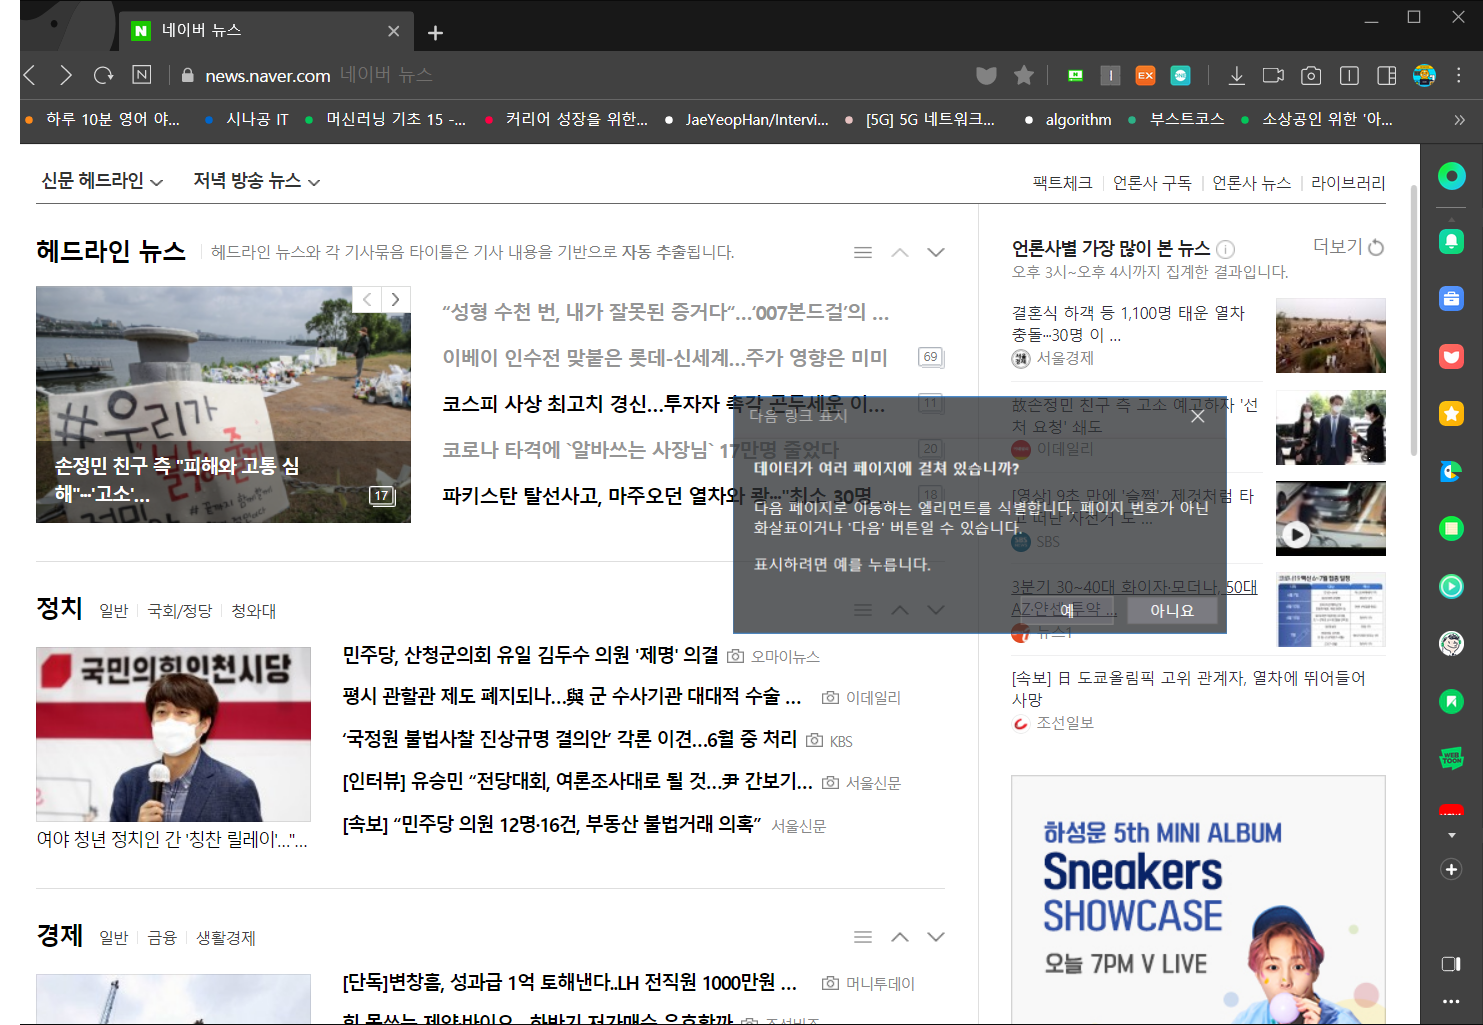 네이버 뉴스
news.naver.com 네이버 뉴스
하루 10분 영어 야...
시나공 IT
머신러닝 기초 15 -...
커리어 성장을 위한...
JaeYeopHan/Intervi...
[5G] 5G 네트워크...
algorithm
부스트코스
소상공인 위한 '아...
신문 헤드라인
저녁 방송 뉴스
팩트체크
언론사 구독
언론사 뉴스
라이브러리
헤드라인 뉴스
헤드라인 뉴스와 각 기사묶음 타이틀은 기사 내용을 기반으로 자동 추출됩니다.
#우리가
손정민 친구 측 "피해와 고통 심
해"…'고소'...
17
“성형 수천 번, 내가 잘못된 증거다“...‘007본드걸’의 ...
이베이 인수전 맞붙은 롯데-신세계...주가 영향은 미미
69
코스피 사상 최고치 경신...투자자 촉각 곤두세운 이...
11
코로나 타격에 `알바쓰는 사장님` 17만명 줄었다
20
파키스탄 탈선사고, 마주오던 열차와 쾅…"최소 30명 ...
18
언론사별 가장 많이 본 뉴스
더보기
오후 3시~오후 4시까지 집계한 결과입니다.
결혼식 하객 등 1,100명 태운 열차
충돌…30명 이 ...
서울경제
故손정민 친구 측 고소 예고하자 '선
처 요청' 쇄도
이데일리
[영상] 9초 만에 '슬쩍'...제것처럼 타
고 떠난 자전거 도 ...
SBS
3분기 30~40대 화이자·모더나, 50대
AZ·얀센 투약 ...
뉴스1
[속보] 日 도쿄올림픽 고위 관계자, 열차에 뛰어들어
사망
조선일보
다음 링크 표시
데이터가 여러 페이지에 걸쳐 있습니까?
다음 페이지로 이동하는 엘리먼트를 식별합니다. 페이지 번호가 아닌
화살표이거나 '다음' 버튼일 수 있습니다.
표시하려면 예를 누릅니다.
예
아니요
정치
일반
국회/정당
청와대
국민의힘인천시당
여야 청년 정치인 간 '칭찬 릴레이'..."...
민주당, 산청군의회 유일 김두수 의원 '제명' 의결 오마이뉴스
평시 관할관 제도 폐지되나...與 군 수사기관 대대적 수술 ... 이데일리
‘국정원 불법사찰 진상규명 결의안‘ 각론 이견...6월 중 처리 KBS
[인터뷰] 유승민 “전당대회, 여론조사대로 될 것...尹 간보기... 서울신문
[속보] “민주당 의원 12명·16건, 부동산 불법거래 의혹” 서울신문
경제
일반
금융
생활경제
[단독]변창흠, 성과급 1억 토해낸다..LH 전직원 1000만원 ... 머니투데이
하성운 5th MINI ALBUM
Sneakers
SHOWCASE
오늘 7PM V LIVE
WEB
TOON